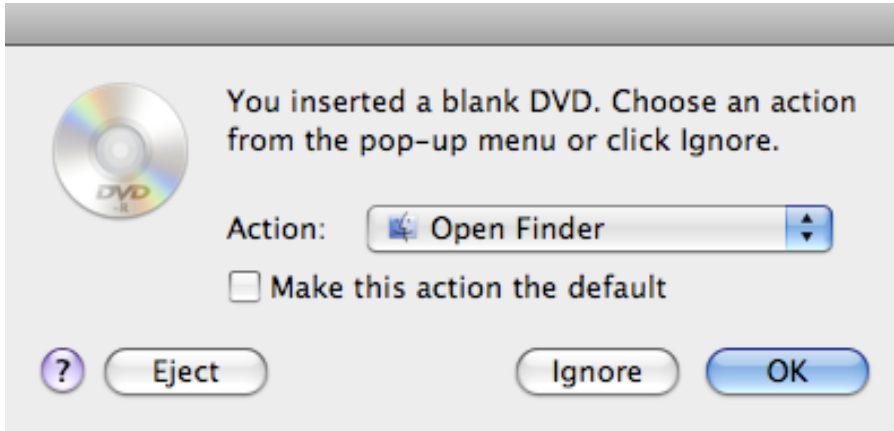 You inserted a blank DVD. Choose an action
from the pop-up menu or click Ignore.
DVD
-R
Action: Open Finder
Make this action the default
? Eject Ignore OK